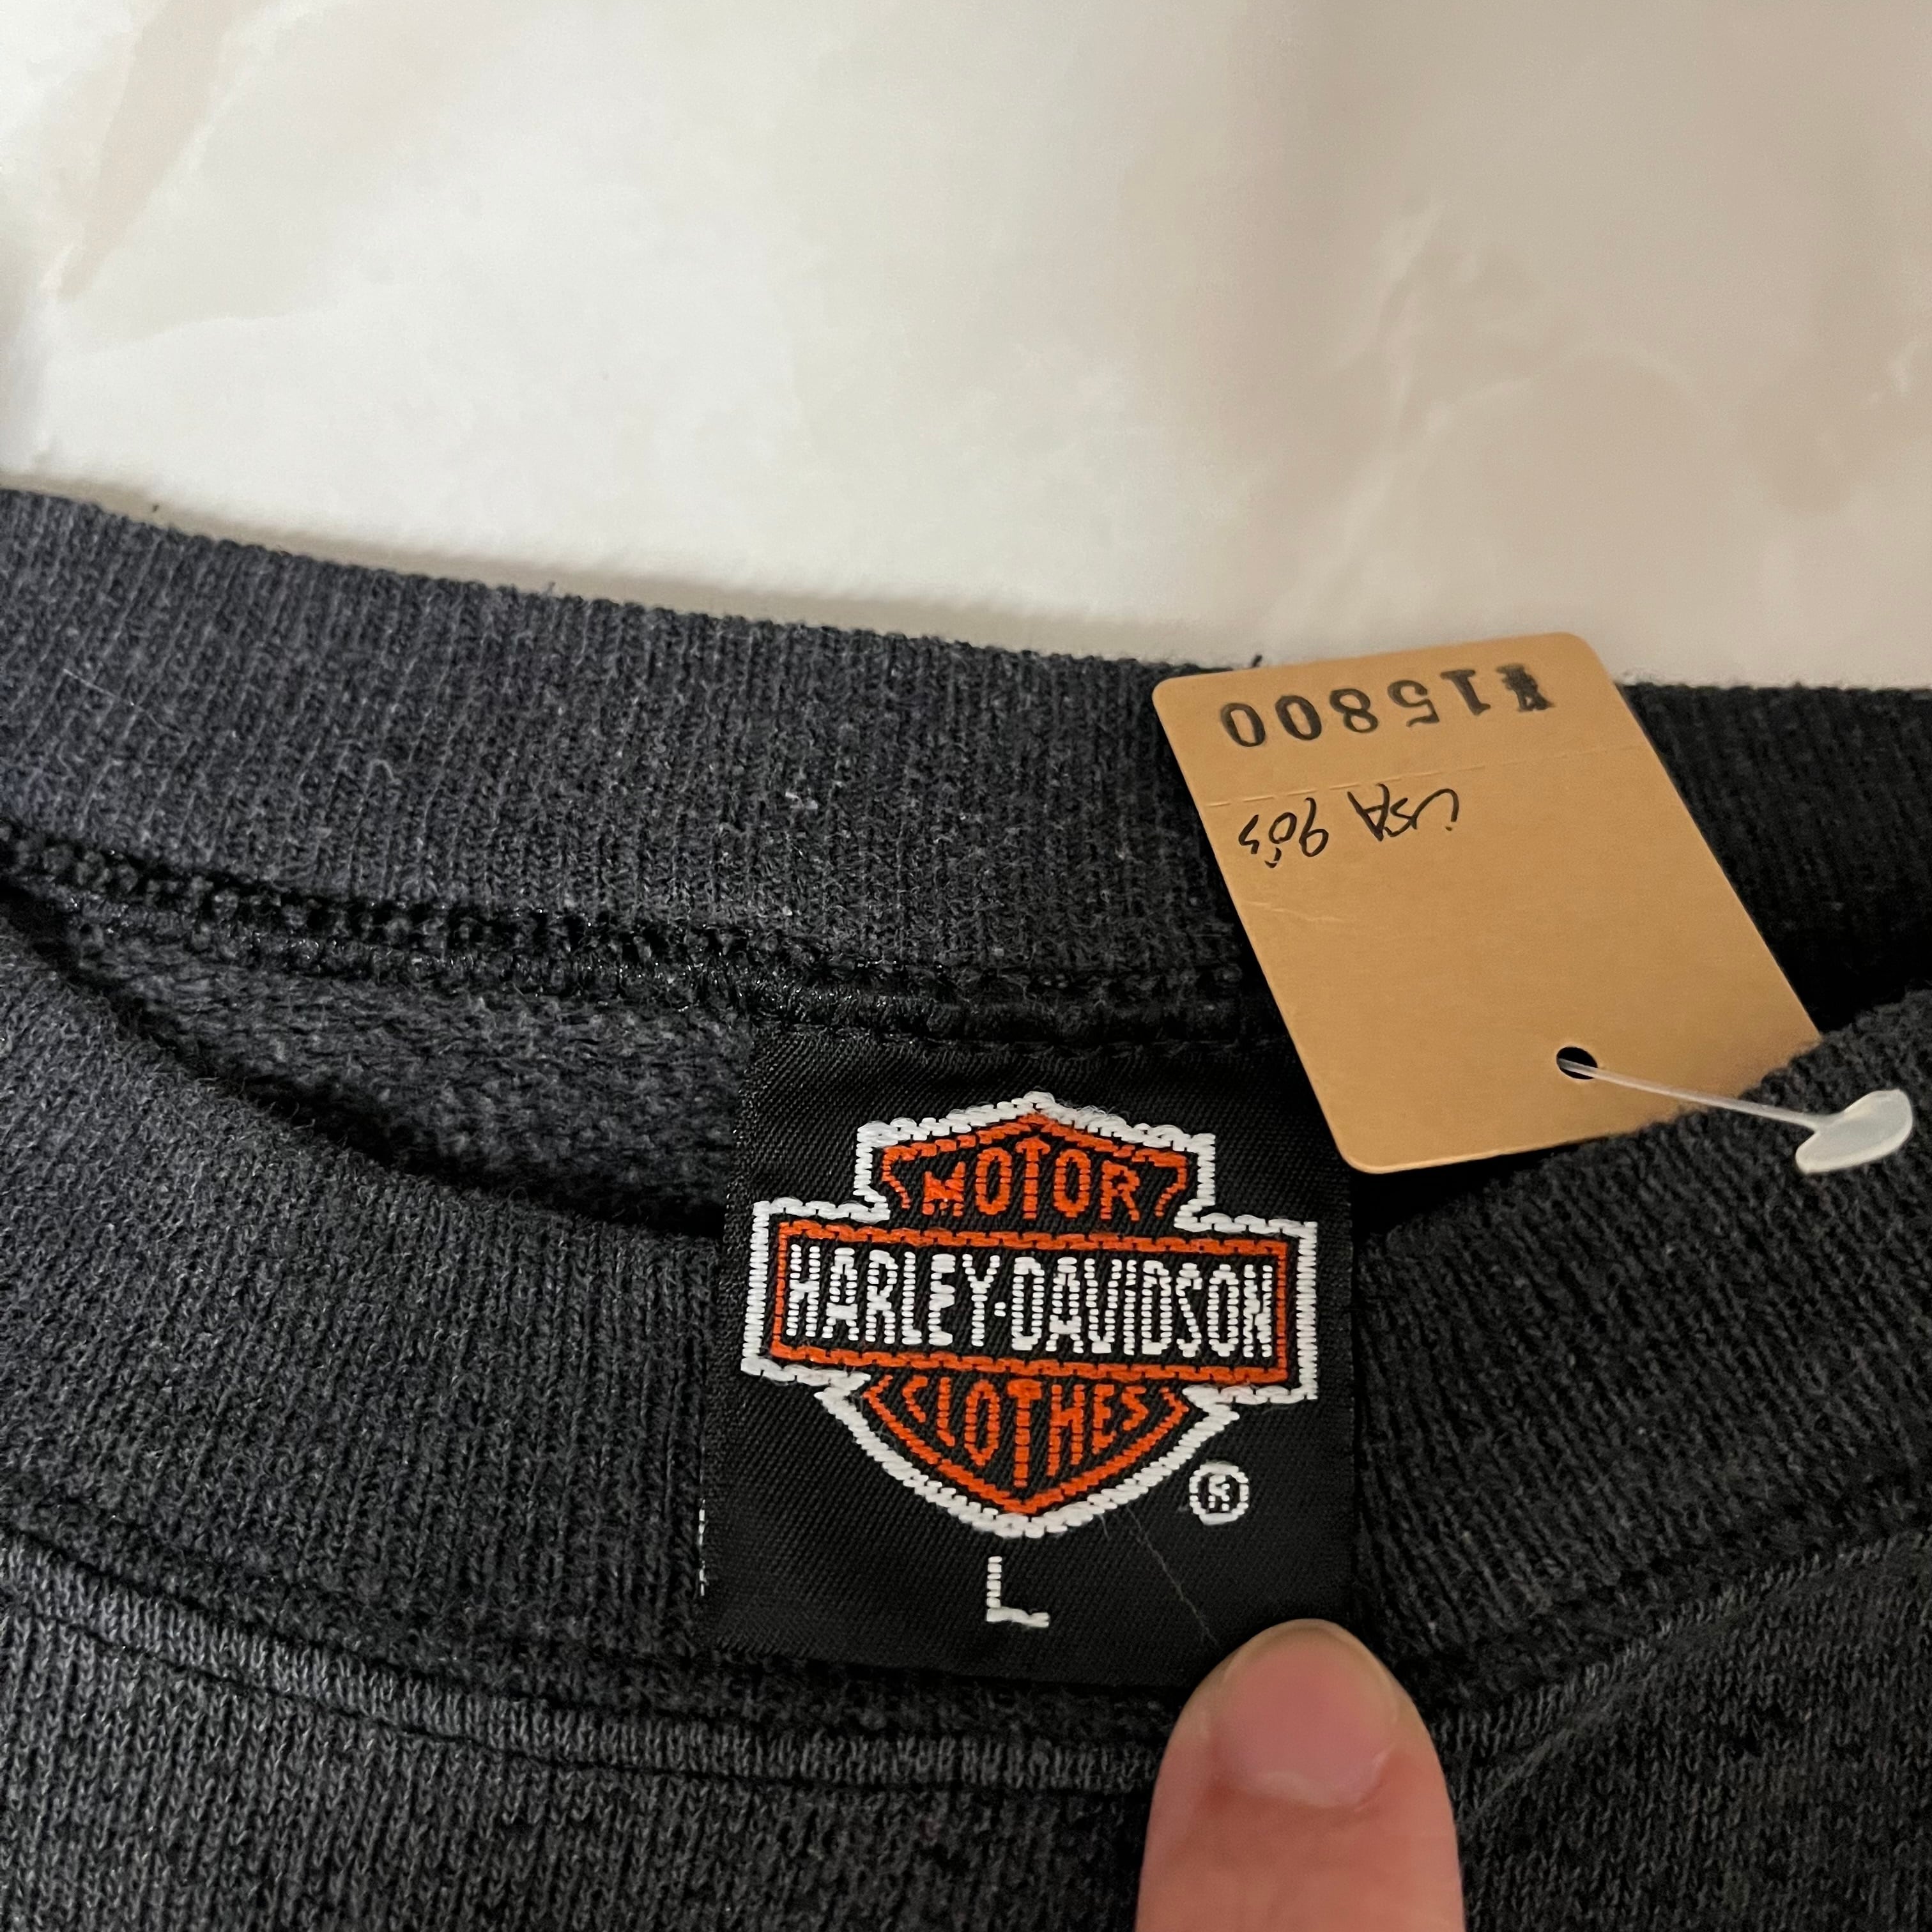 ¥15800
USA 90's
MOTOR
HARLEY-DAVIDSON
CLOTHES
®
L